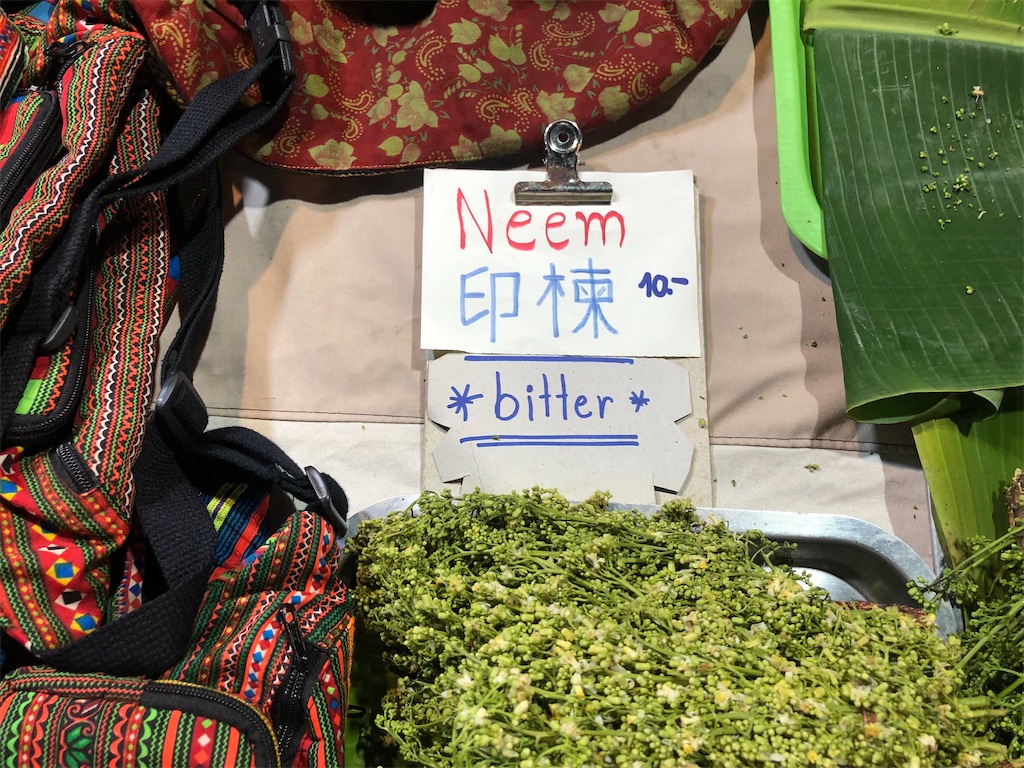 Neem
印楝 10.-
*bitter*